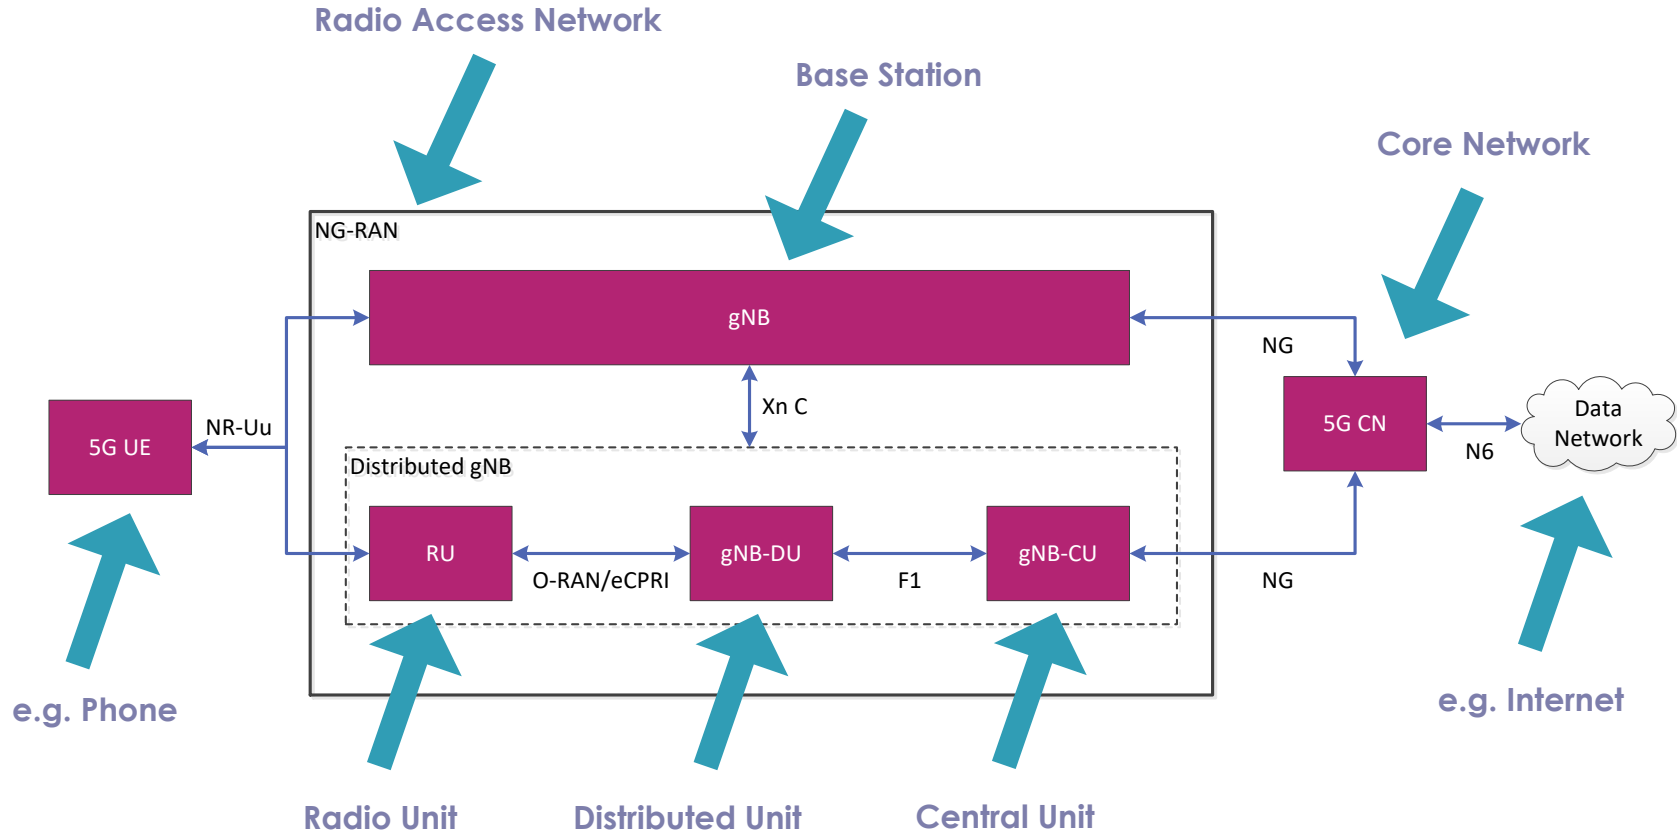 Radio Access Network
Base Station
Core Network
NG-RAN
gNB
NG
Xn C
5G UE
NR-Uu
5G CN
N6
Data
Network
Distributed gNB
RU
O-RAN/eCPRI
gNB-DU
F1
gNB-CU
NG
e.g. Phone
e.g. Internet
Radio Unit
Distributed Unit
Central Unit